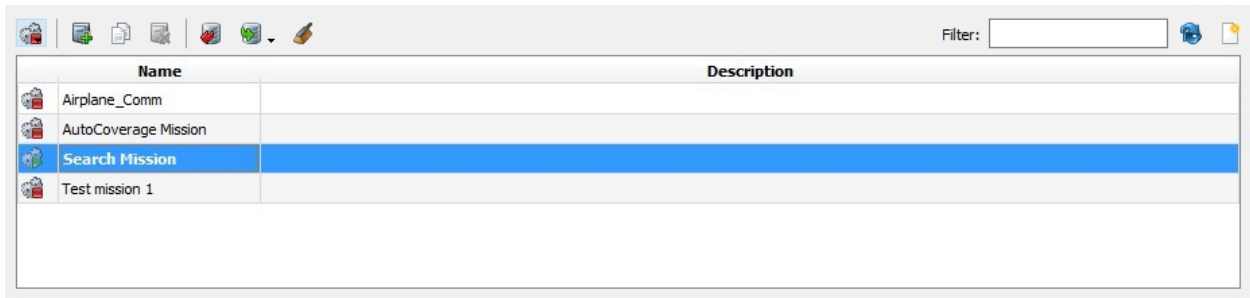 Filter:
Name Description
Airplane_Comm
AutoCoverage Mission
Search Mission
Test mission 1